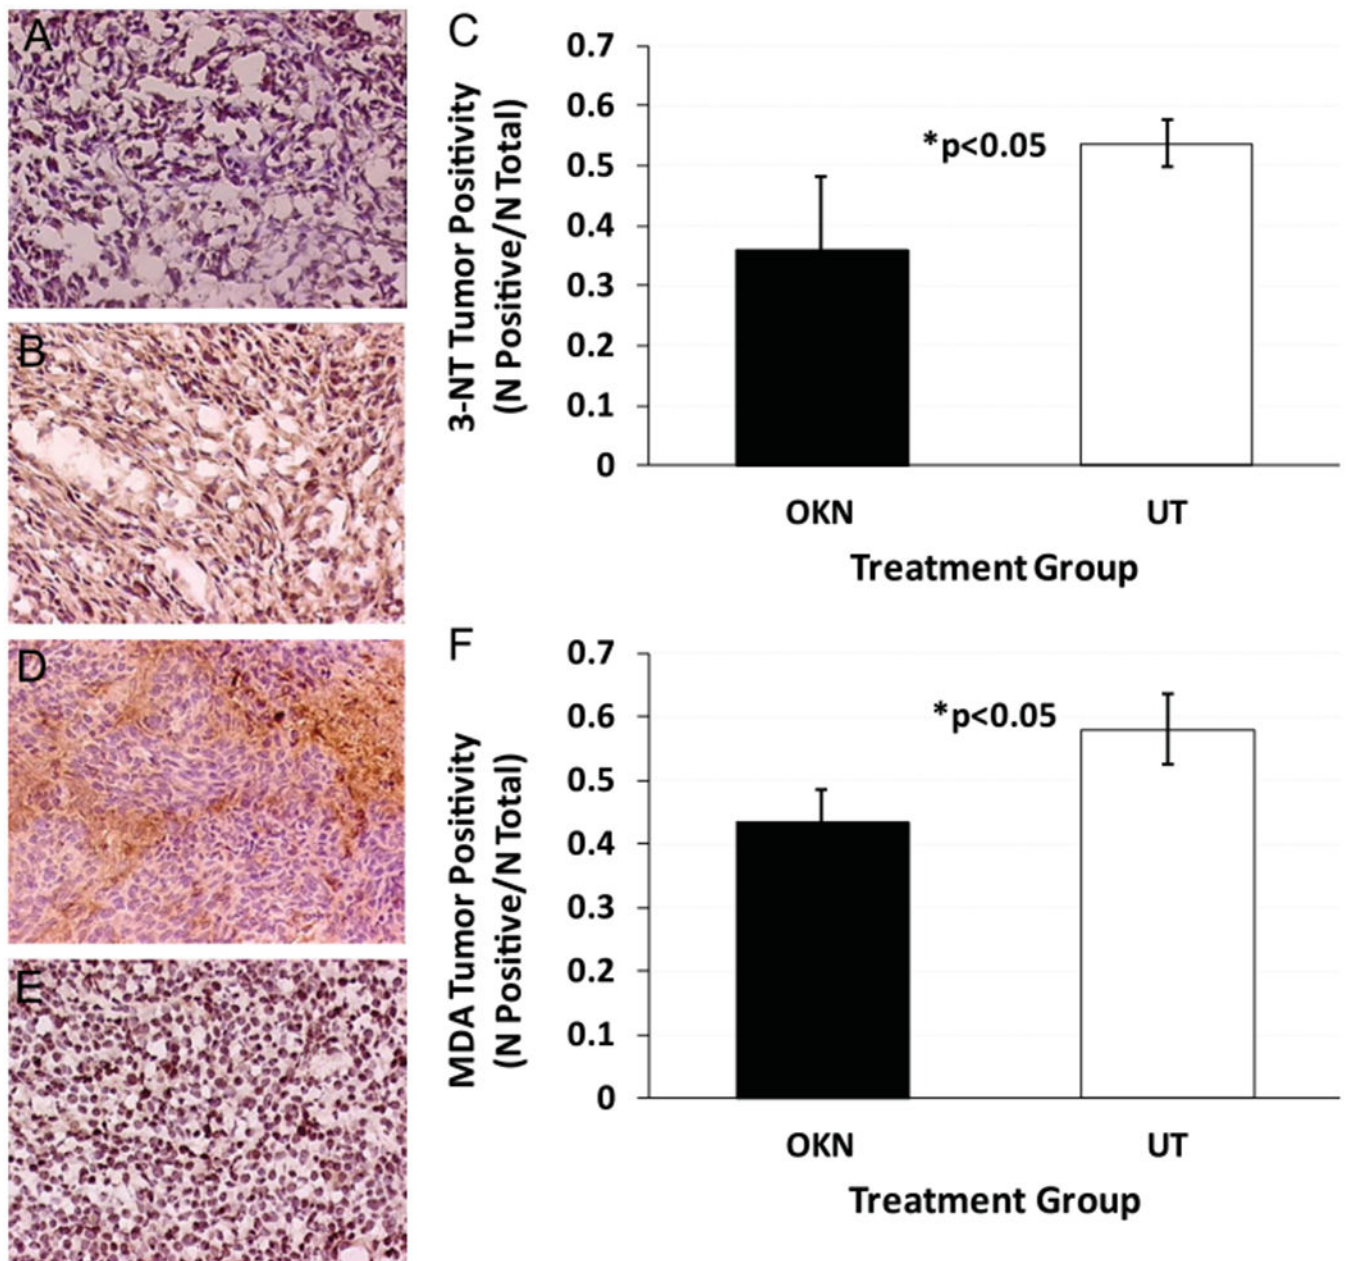 A
B
D
E
C
3-NT Tumor Positivity
(N Positive/N Total)
0.7
0.6
0.5
0.4
0.3
0.2
0.1
0
*p<0.05
OKN
UT
Treatment Group
F
MDA Tumor Positivity
(N Positive/N Total)
0.7
0.6
0.5
0.4
0.3
0.2
0.1
0
*p<0.05
OKN
UT
Treatment Group